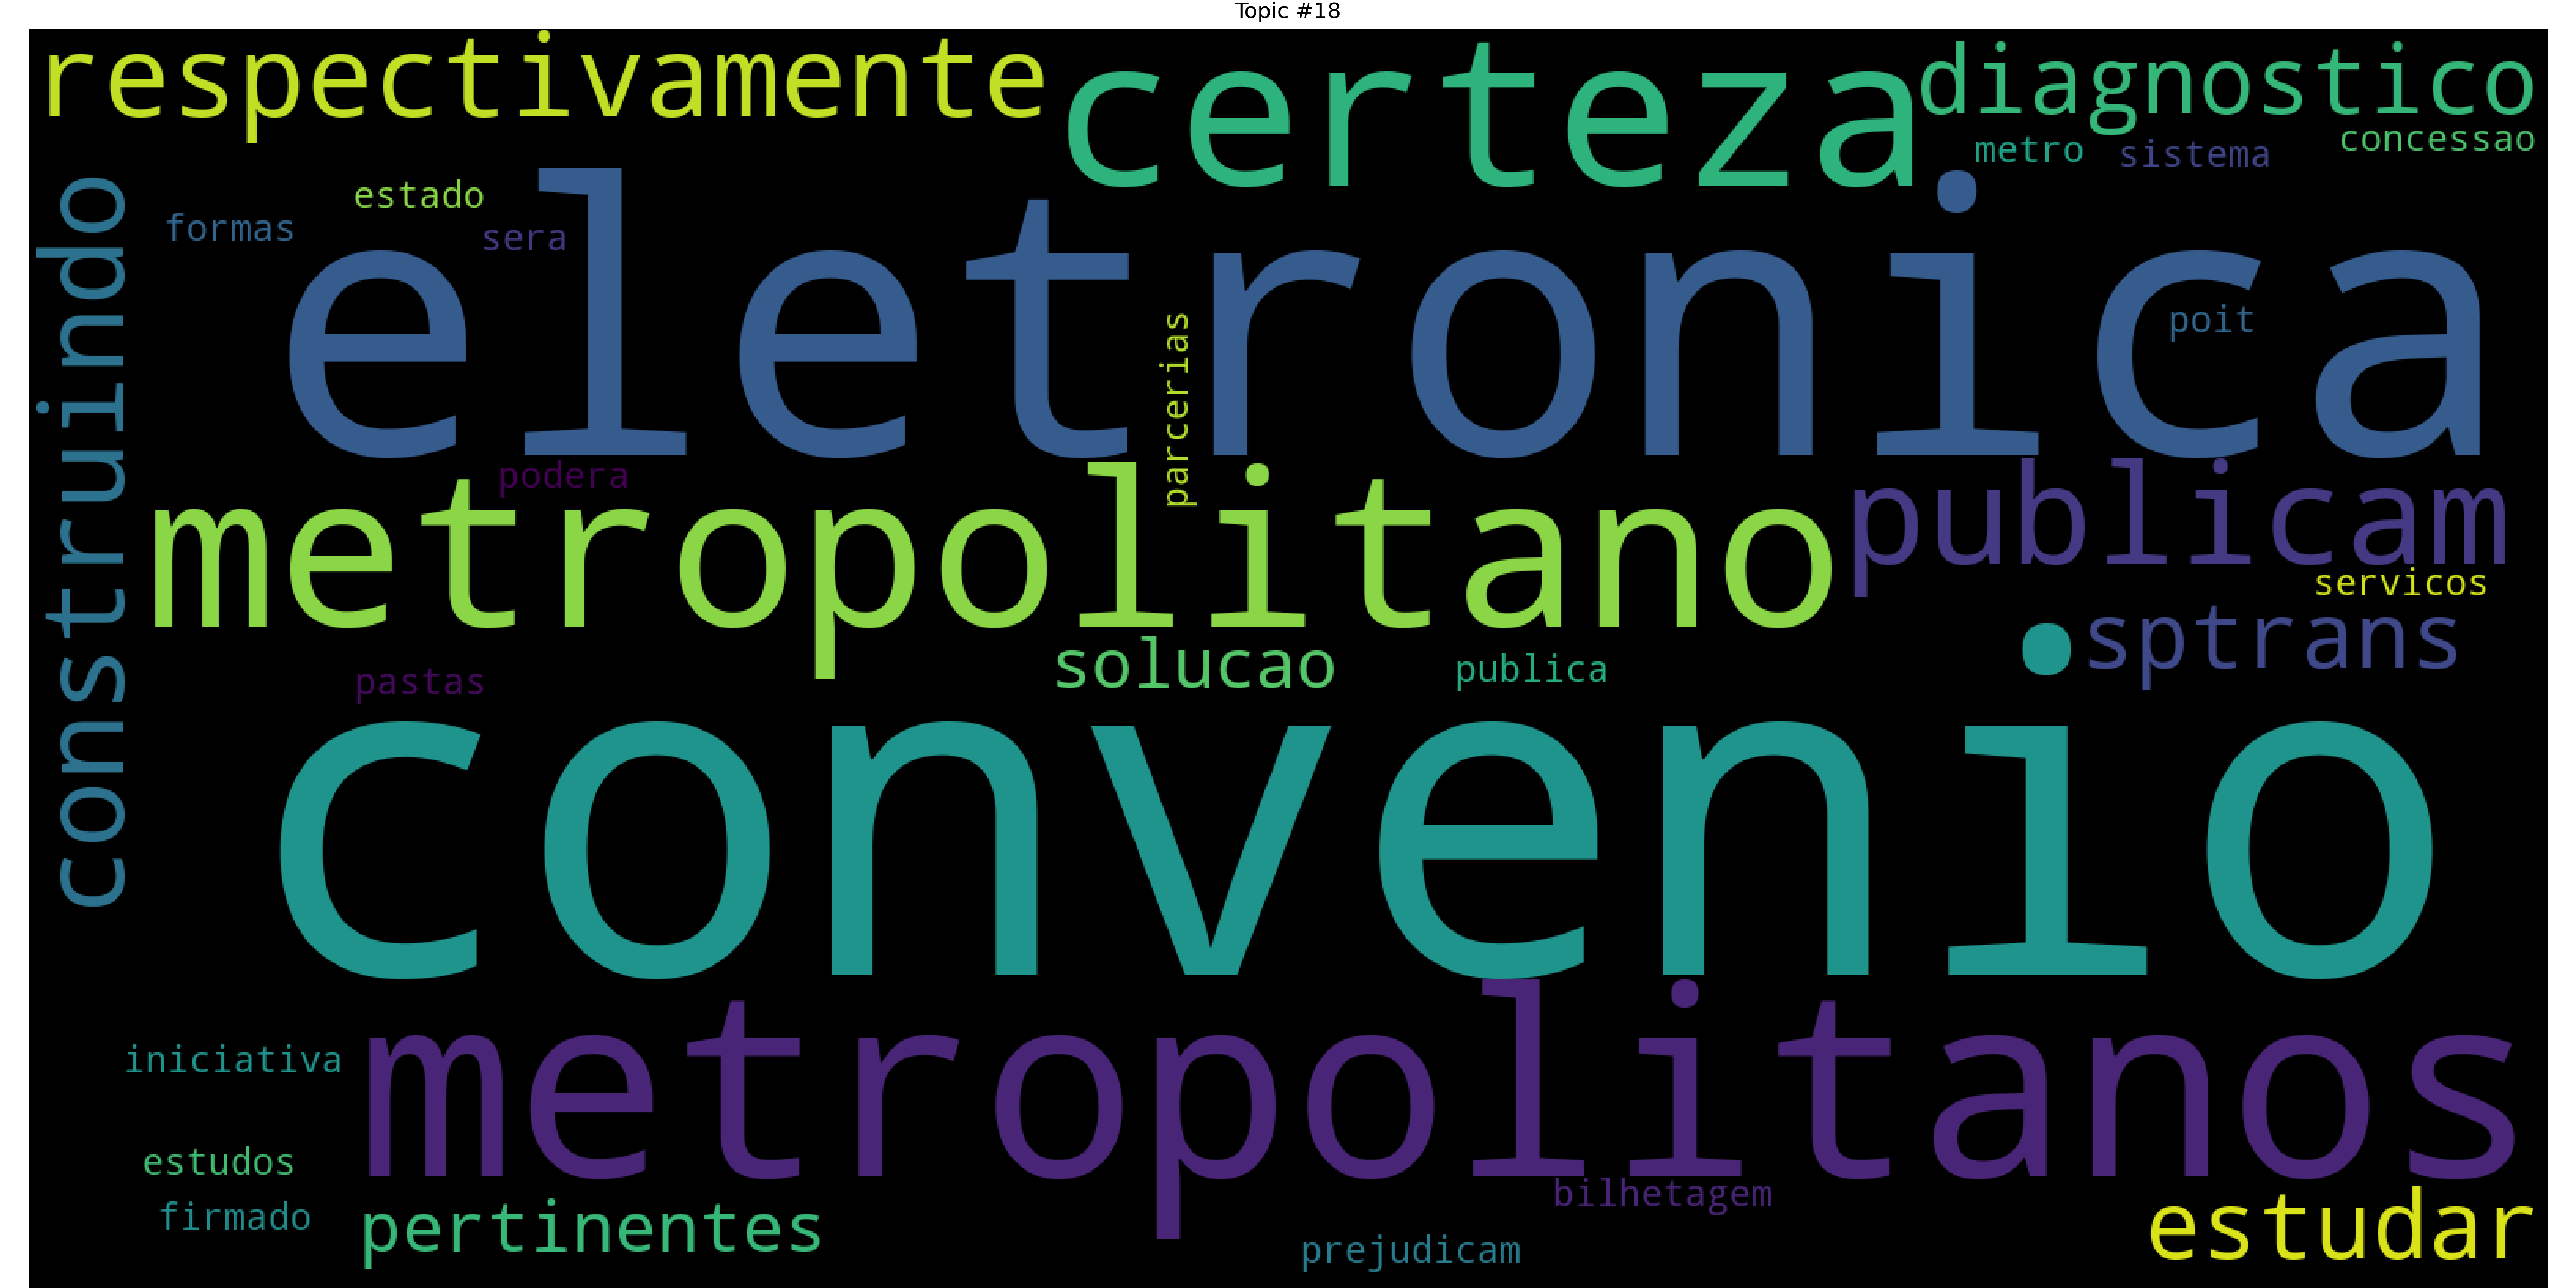 Topic #18
respectivamente
certeza
diagnostico
metro
sistema
concessao
construindo
estado
formas
sera
eletronica
poit
parcerias
podera
metropolitano
publicam
servicos
sptrans
solucao
publica
pastas
convenio
metropolitanos
iniciativa
estudos
firmado
pertinentes
bilhetagem
prejudicam
estudar